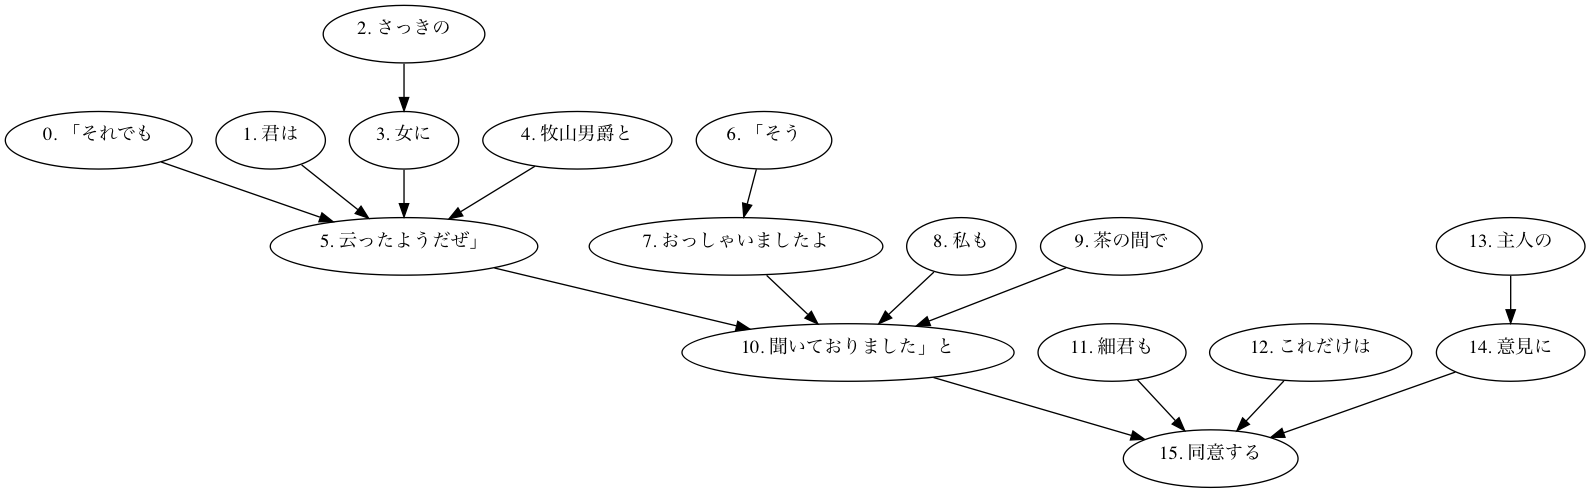 2. さっきの
0. 「それでも
1. 君は
3. 女に
4. 牧山男爵と
6. 「そう
5. 云ったようだぜ」
7. おっしゃいましたよ
8. 私も
9. 茶の間で
13. 主人の
10. 聞いておりました」と
11. 細君も
12. これだけは
14. 意見に
15. 同意する